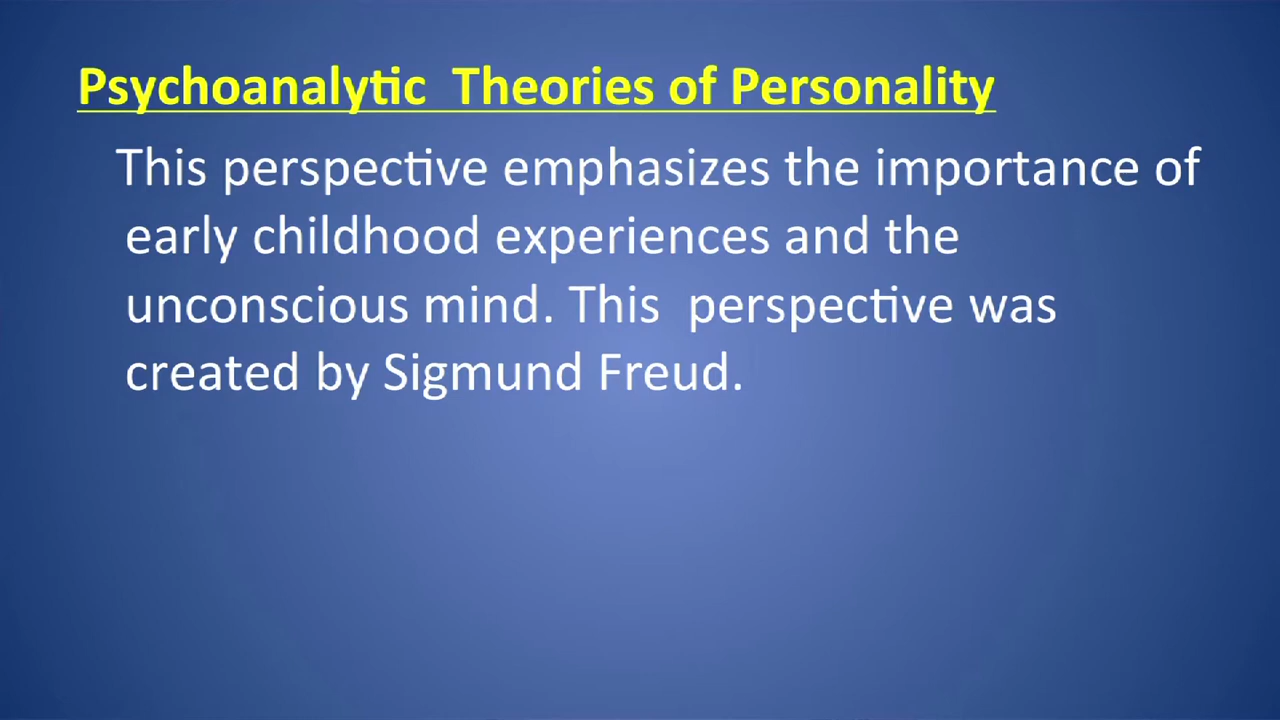 Psychoanalytic  Theories of Personality
This perspective emphasizes the importance of
early childhood experiences and the
unconscious mind. This  perspective was
created by Sigmund Freud.